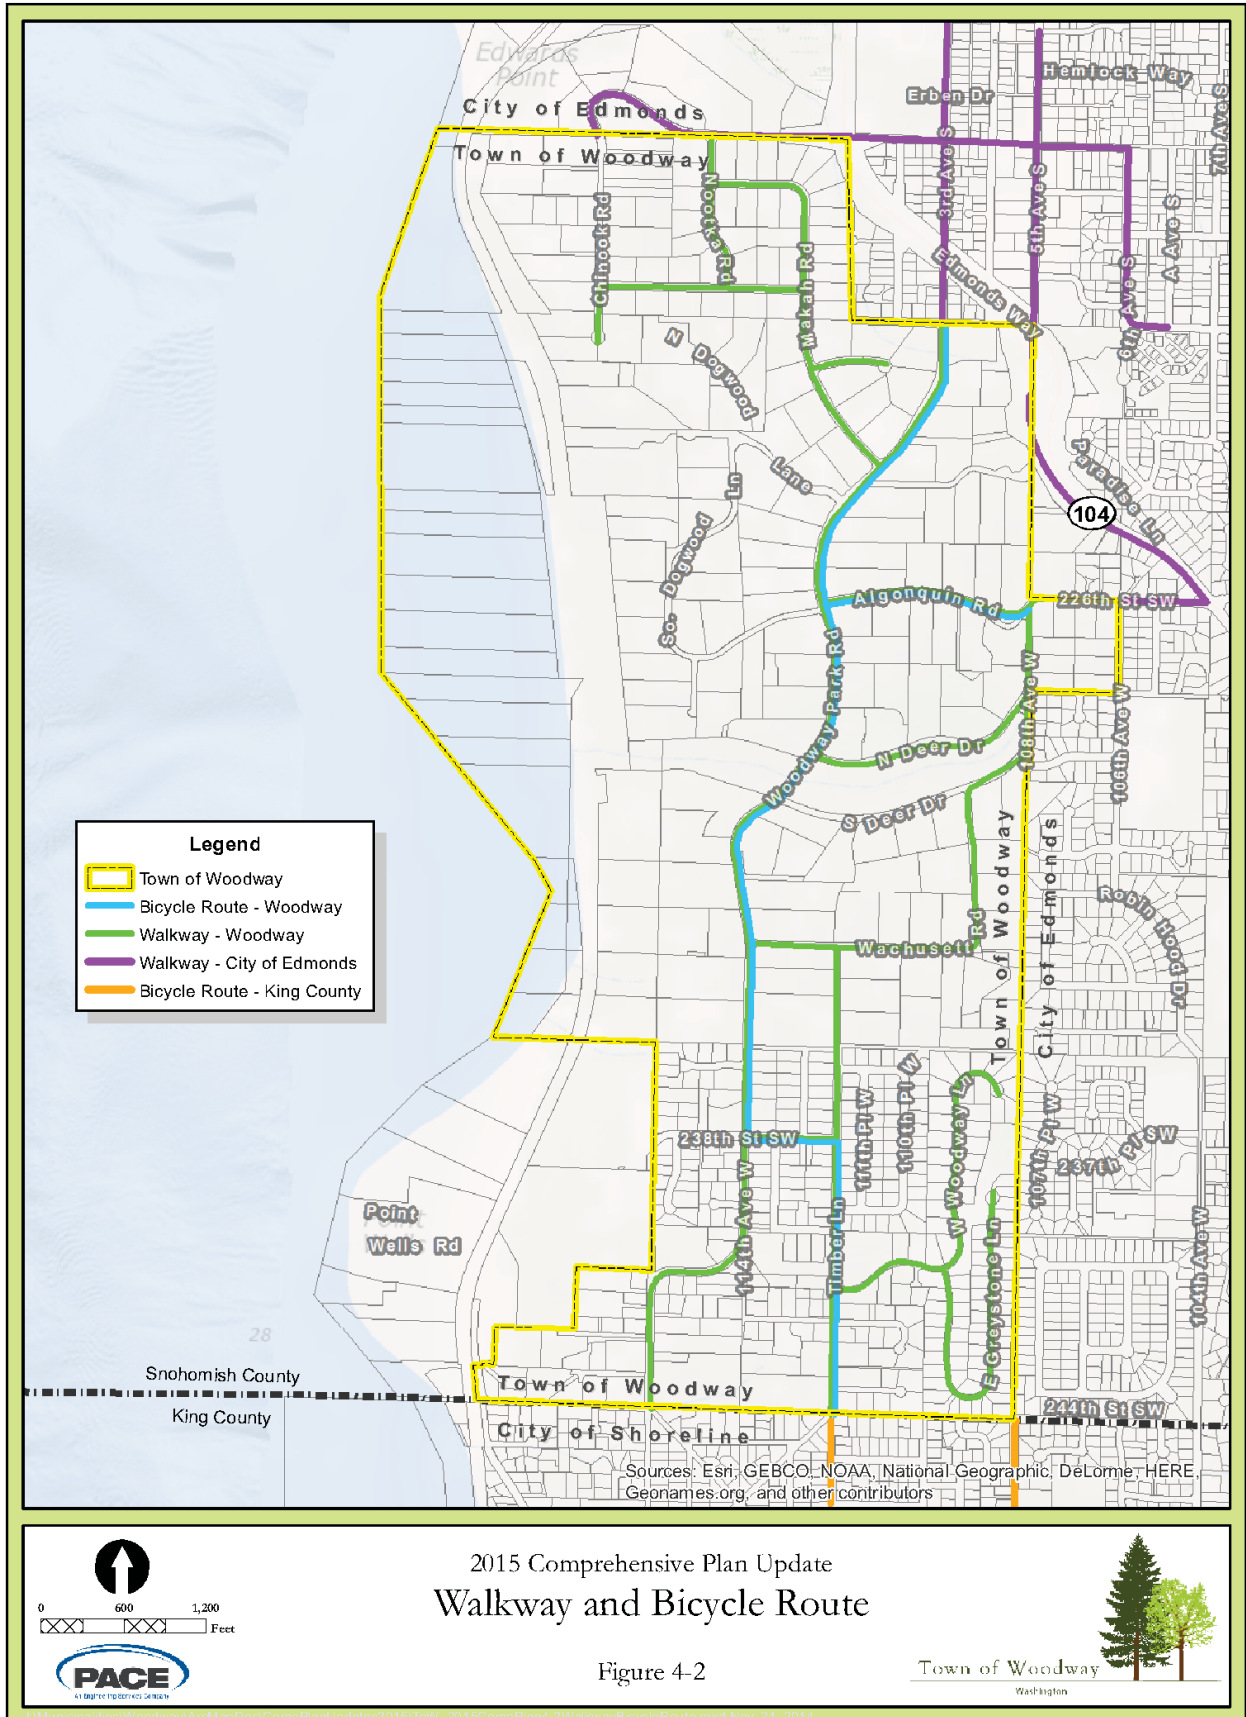 Edwards
Point
City of Edmonds
Town of Woodway
Erben Dr
Hemlock Way
7th Ave S
3rd Ave S
5th Ave S
A Ave S
6th Ave S
Edmonds Way
Chinook Rd
Nootka Rd
Makah Rd
N Dogwood
Lane
So. Dogwood Ln
Paradise Ln
104
Algonquin Rd
226th St SW
Woodway Park Rd
108th Ave W
106th Ave W
N Deer Dr
S Deer Dr
Town of Woodway
City of Edmonds
Robin Hood Dr
Wachusett Rd
Legend
Town of Woodway
Bicycle Route - Woodway
Walkway - Woodway
Walkway - City of Edmonds
Bicycle Route - King County
238th St SW
114th Ave W
Timber Ln
111th Pl W
110th Pl W
W Woodway Ln
E Greystone Ln
107th Pl W
237th Pl SW
104th Ave W
Point
Wells Rd
Point
Wells
28
Snohomish County
King County
Town of Woodway
City of Shoreline
244th St SW
Sources: Esri, GEBCO, NOAA, National Geographic, DeLorme, HERE,
Geonames.org, and other contributors
0 600 1,200
Feet
PACE
An Engineering Services Company
2015 Comprehensive Plan Update
Walkway and Bicycle Route
Figure 4-2
Town of Woodway
Washington